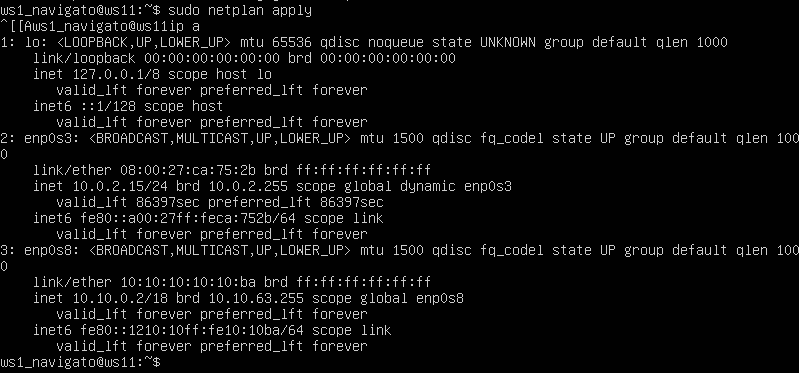 ws1_navigato@ws11:~$ sudo netplan apply
^[[Aws1_navigato@ws11ip a
1: lo: <LOOPBACK,UP,LOWER_UP> mtu 65536 qdisc noqueue state UNKNOWN group default qlen 1000
    link/loopback 00:00:00:00:00:00 brd 00:00:00:00:00:00
    inet 127.0.0.1/8 scope host lo
       valid_lft forever preferred_lft forever
    inet6 ::1/128 scope host
       valid_lft forever preferred_lft forever
2: enp0s3: <BROADCAST,MULTICAST,UP,LOWER_UP> mtu 1500 qdisc fq_codel state UP group default qlen 100
0
    link/ether 08:00:27:ca:75:2b brd ff:ff:ff:ff:ff:ff
    inet 10.0.2.15/24 brd 10.0.2.255 scope global dynamic enp0s3
       valid_lft 86397sec preferred_lft 86397sec
    inet6 fe80::a00:27ff:feca:752b/64 scope link
       valid_lft forever preferred_lft forever
3: enp0s8: <BROADCAST,MULTICAST,UP,LOWER_UP> mtu 1500 qdisc fq_codel state UP group default qlen 100
0
    link/ether 10:10:10:10:10:ba brd ff:ff:ff:ff:ff:ff
    inet 10.10.0.2/18 brd 10.10.63.255 scope global enp0s8
       valid_lft forever preferred_lft forever
    inet6 fe80::1210:10ff:fe10:10ba/64 scope link
       valid_lft forever preferred_lft forever
ws1_navigato@ws11:~$